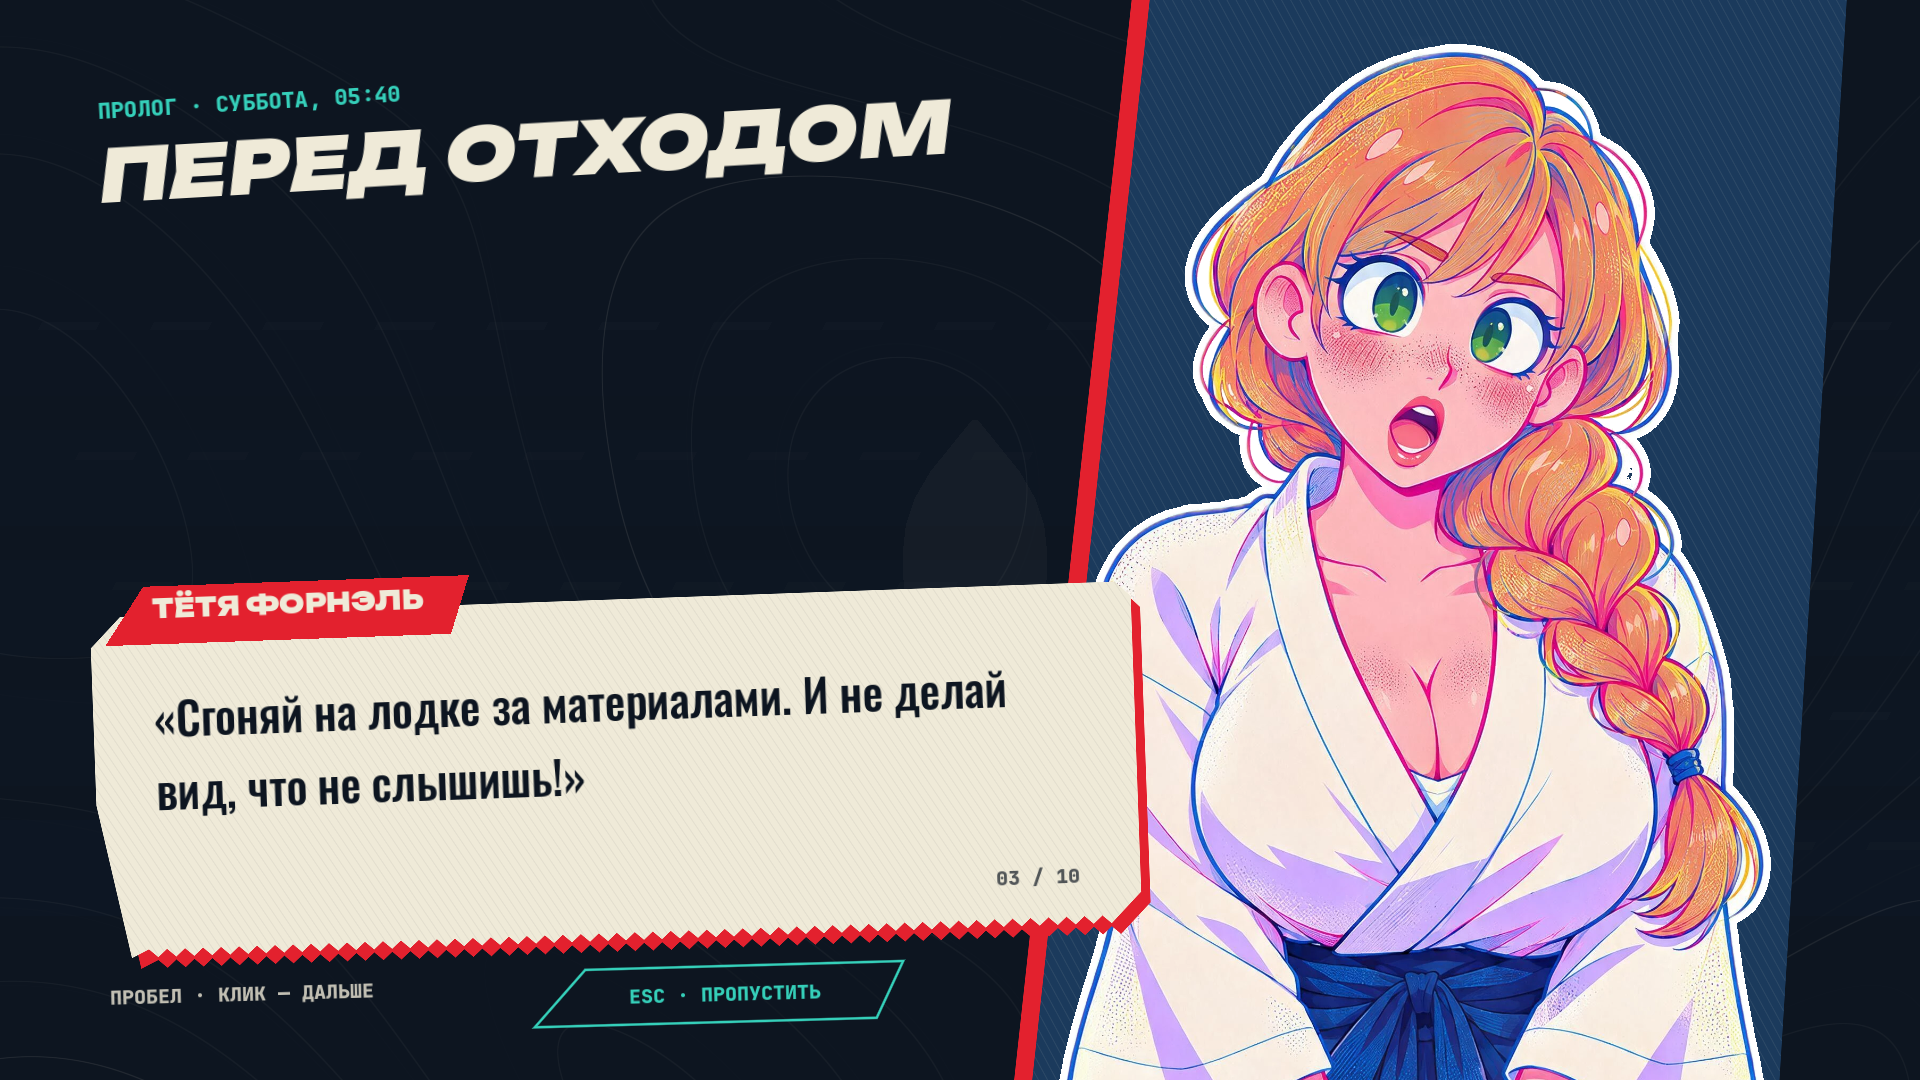 ПРОЛОГ · СУББОТА, 05:40
ПЕРЕД ОТХОДОМ
ТЁТЯ ФОРНЭЛЬ
«Сгоняй на лодке за материалами. И не делай
вид, что не слышишь!»
03 / 10
ПРОБЕЛ · КЛИК — ДАЛЬШЕ
ESC · ПРОПУСТИТЬ